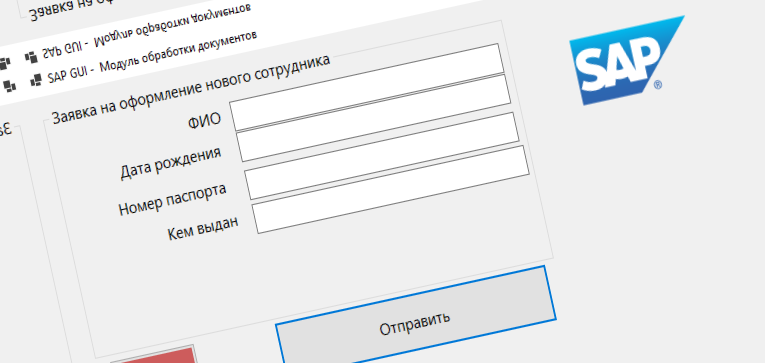 Заявка на оф
SAP GUI - Модуль обработки документов
SAP GUI - Модуль обработки документов
Заявка на оформление нового сотрудника
ФИО
Дата рождения
Номер паспорта
Кем выдан
Отправить
SAP
®